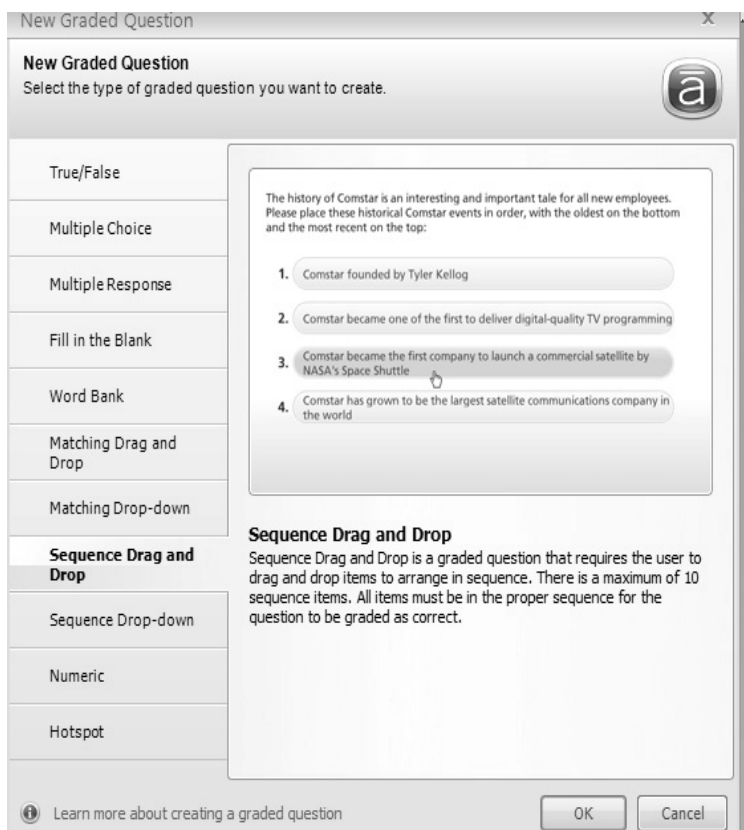 New Graded Question X
New Graded Question
Select the type of graded question you want to create.
ā
True/False
Multiple Choice
Multiple Response
Fill in the Blank
Word Bank
Matching Drag and
Drop
Matching Drop-down
Sequence Drag and
Drop
Sequence Drop-down
Numeric
Hotspot
The history of Comstar is an interesting and important tale for all new employees.
Please place these historical Comstar events in order, with the oldest on the bottom
and the most recent on the top:
1. Comstar founded by Tyler Kellog
2. Comstar became one of the first to deliver digital-quality TV programming
3. Comstar became the first company to launch a commercial satellite by
NASA's Space Shuttle
4. Comstar has grown to be the largest satellite communications company in
the world
Sequence Drag and Drop
Sequence Drag and Drop is a graded question that requires the user to
drag and drop items to arrange in sequence. There is a maximum of 10
sequence items. All items must be in the proper sequence for the
question to be graded as correct.
Learn more about creating a graded question
OK Cancel